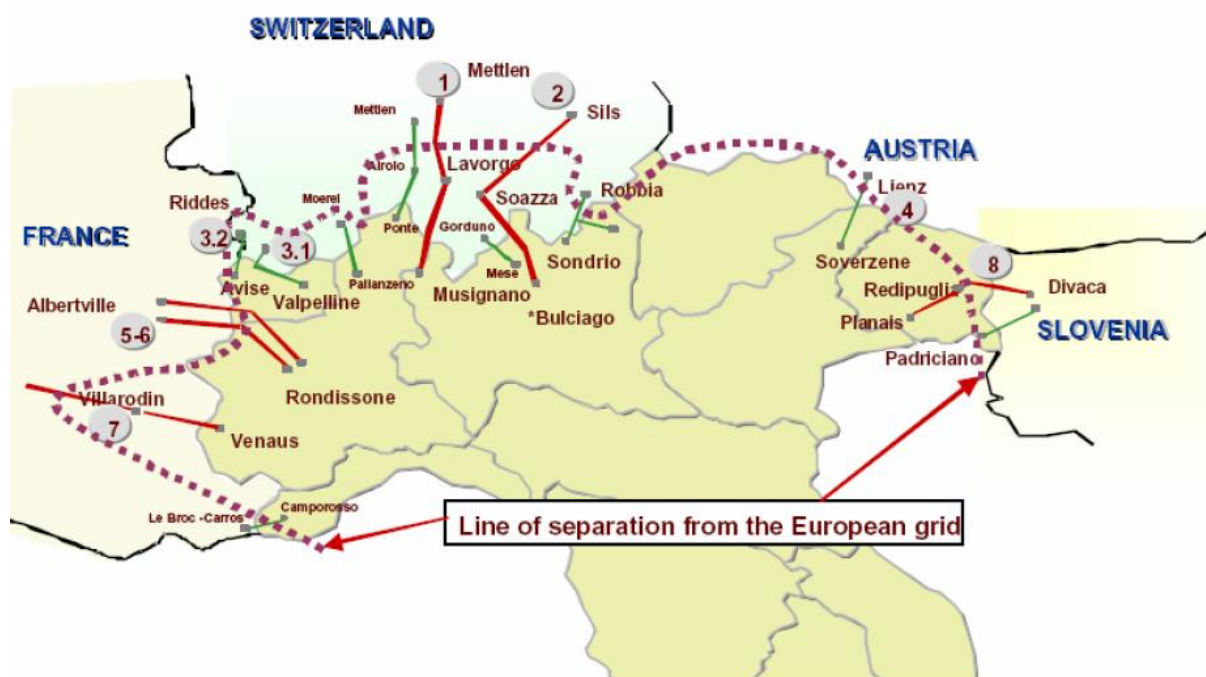 SWITZERLAND
1
Mettlen
2
Sils
Mettlen
AUSTRIA
Airolo
Lavorgo
Lienz
Riddes
Moerel
Soazza
Robbia
4
FRANCE
3.2
3.1
Ponte
Gorduno
Sondrio
Soverzene
8
Avise
Valpelline
Pallanzeno
Musignano
Mese
Redipugli
Divaca
Albertville
*Bulciago
Planais
SLOVENIA
5-6
Padriciano
Rondissone
Villarodin
7
Venaus
Le Broc -Carros
Camporosso
Line of separation from the European grid